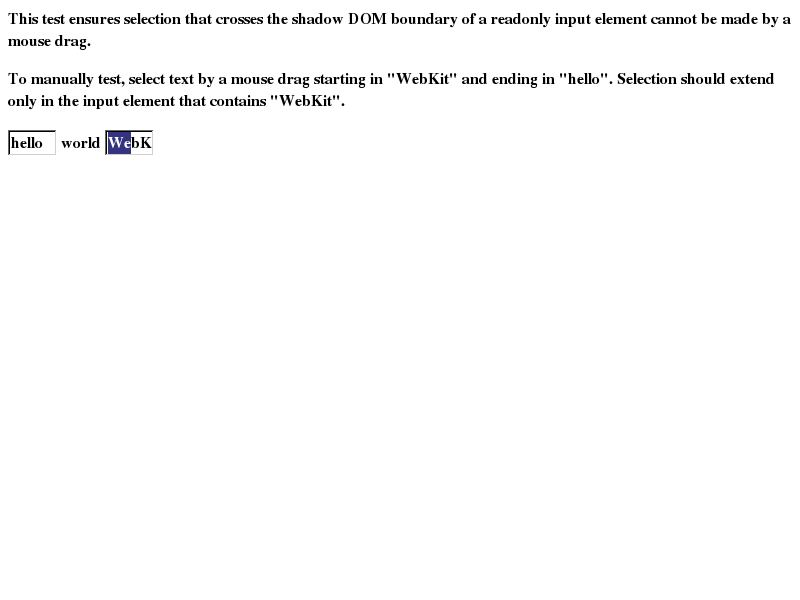 This test ensures selection that crosses the shadow DOM boundary of a readonly input element cannot be made by a
mouse drag.
To manually test, select text by a mouse drag starting in "WebKit" and ending in "hello". Selection should extend
only in the input element that contains "WebKit".
hello world WebK